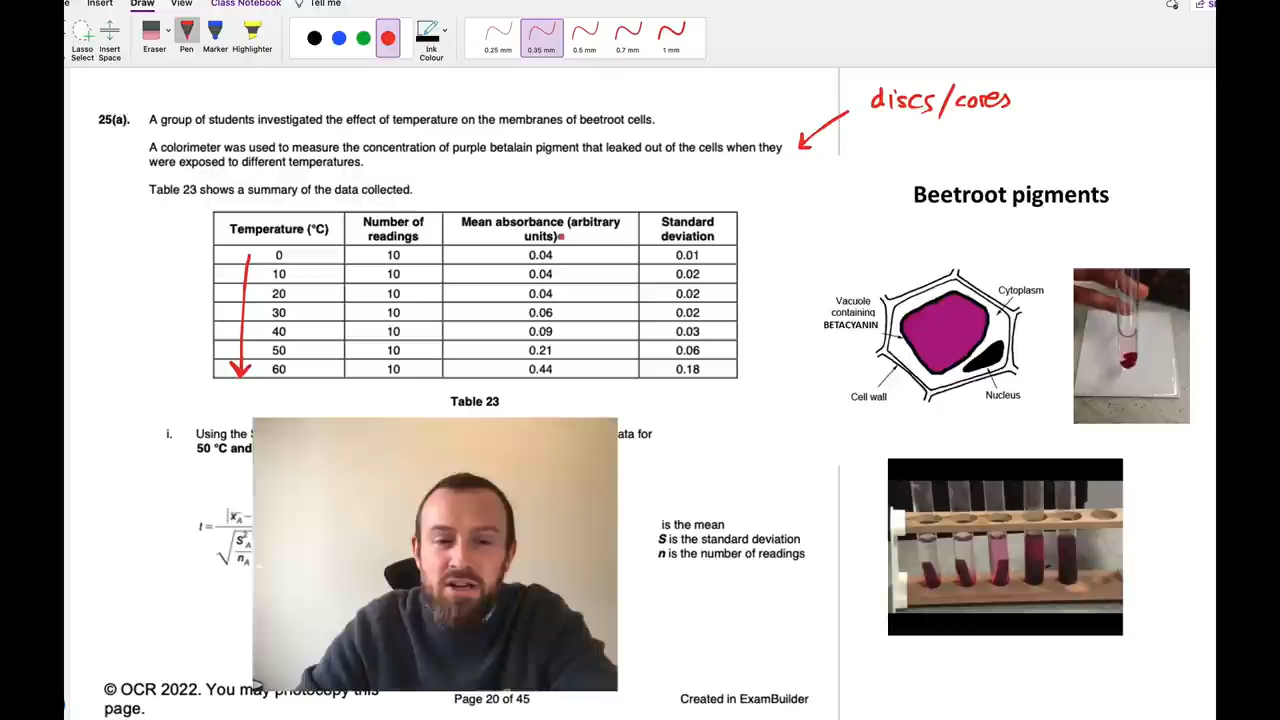 Insert
Draw
View
Class Notebook
Tell me
Lasso
Select
Insert
Space
Eraser
Pen
Marker
Highlighter
Ink
Colour
0.25 mm
0.35 mm
0.5 mm
0.7 mm
1 mm
discs/cores
25(a). A group of students investigated the effect of temperature on the membranes of beetroot cells.
A colorimeter was used to measure the concentration of purple betalain pigment that leaked out of the cells when they
were exposed to different temperatures.
Table 23 shows a summary of the data collected.
Temperature (°C) Number of readings Mean absorbance (arbitrary units) Standard deviation
0 10 0.04 0.01
10 10 0.04 0.02
20 10 0.04 0.02
30 10 0.06 0.02
40 10 0.09 0.03
50 10 0.21 0.06
60 10 0.44 0.18
Table 23
i. Using the
ata for
50 °C and
t =
is the mean
S is the standard deviation
n is the number of readings
Beetroot pigments
Vacuole
containing
BETACYANIN
Cytoplasm
Cell wall
Nucleus
© OCR 2022. You may photocopy this
page.
Page 20 of 45
Created in ExamBuilder